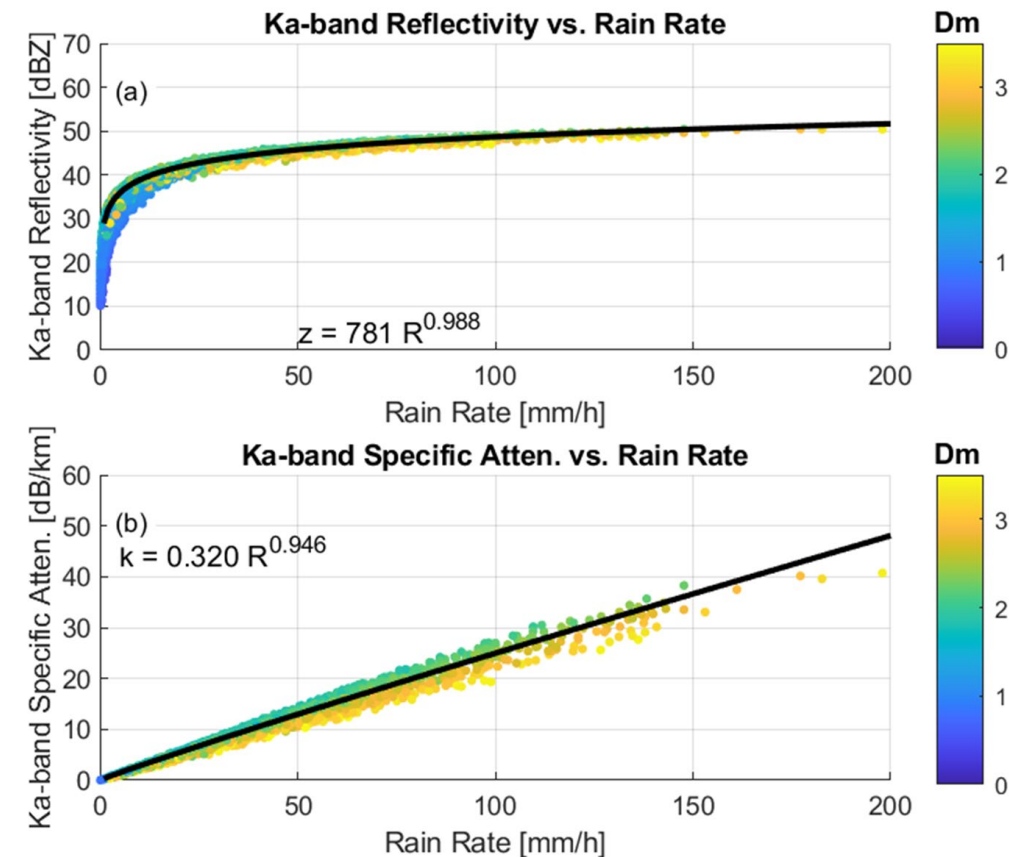 Ka-band Reflectivity vs. Rain Rate
Dm
Ka-band Reflectivity [dBZ]
70
60
50
40
30
20
10
0
(a)
z = 781 R^0.988
0 50 100 150 200
Rain Rate [mm/h]
3
2
1
0
Ka-band Specific Atten. vs. Rain Rate
Dm
Ka-band Specific Atten. [dB/km]
60
50
40
30
20
10
0
(b)
k = 0.320 R^0.946
0 50 100 150 200
Rain Rate [mm/h]
3
2
1
0